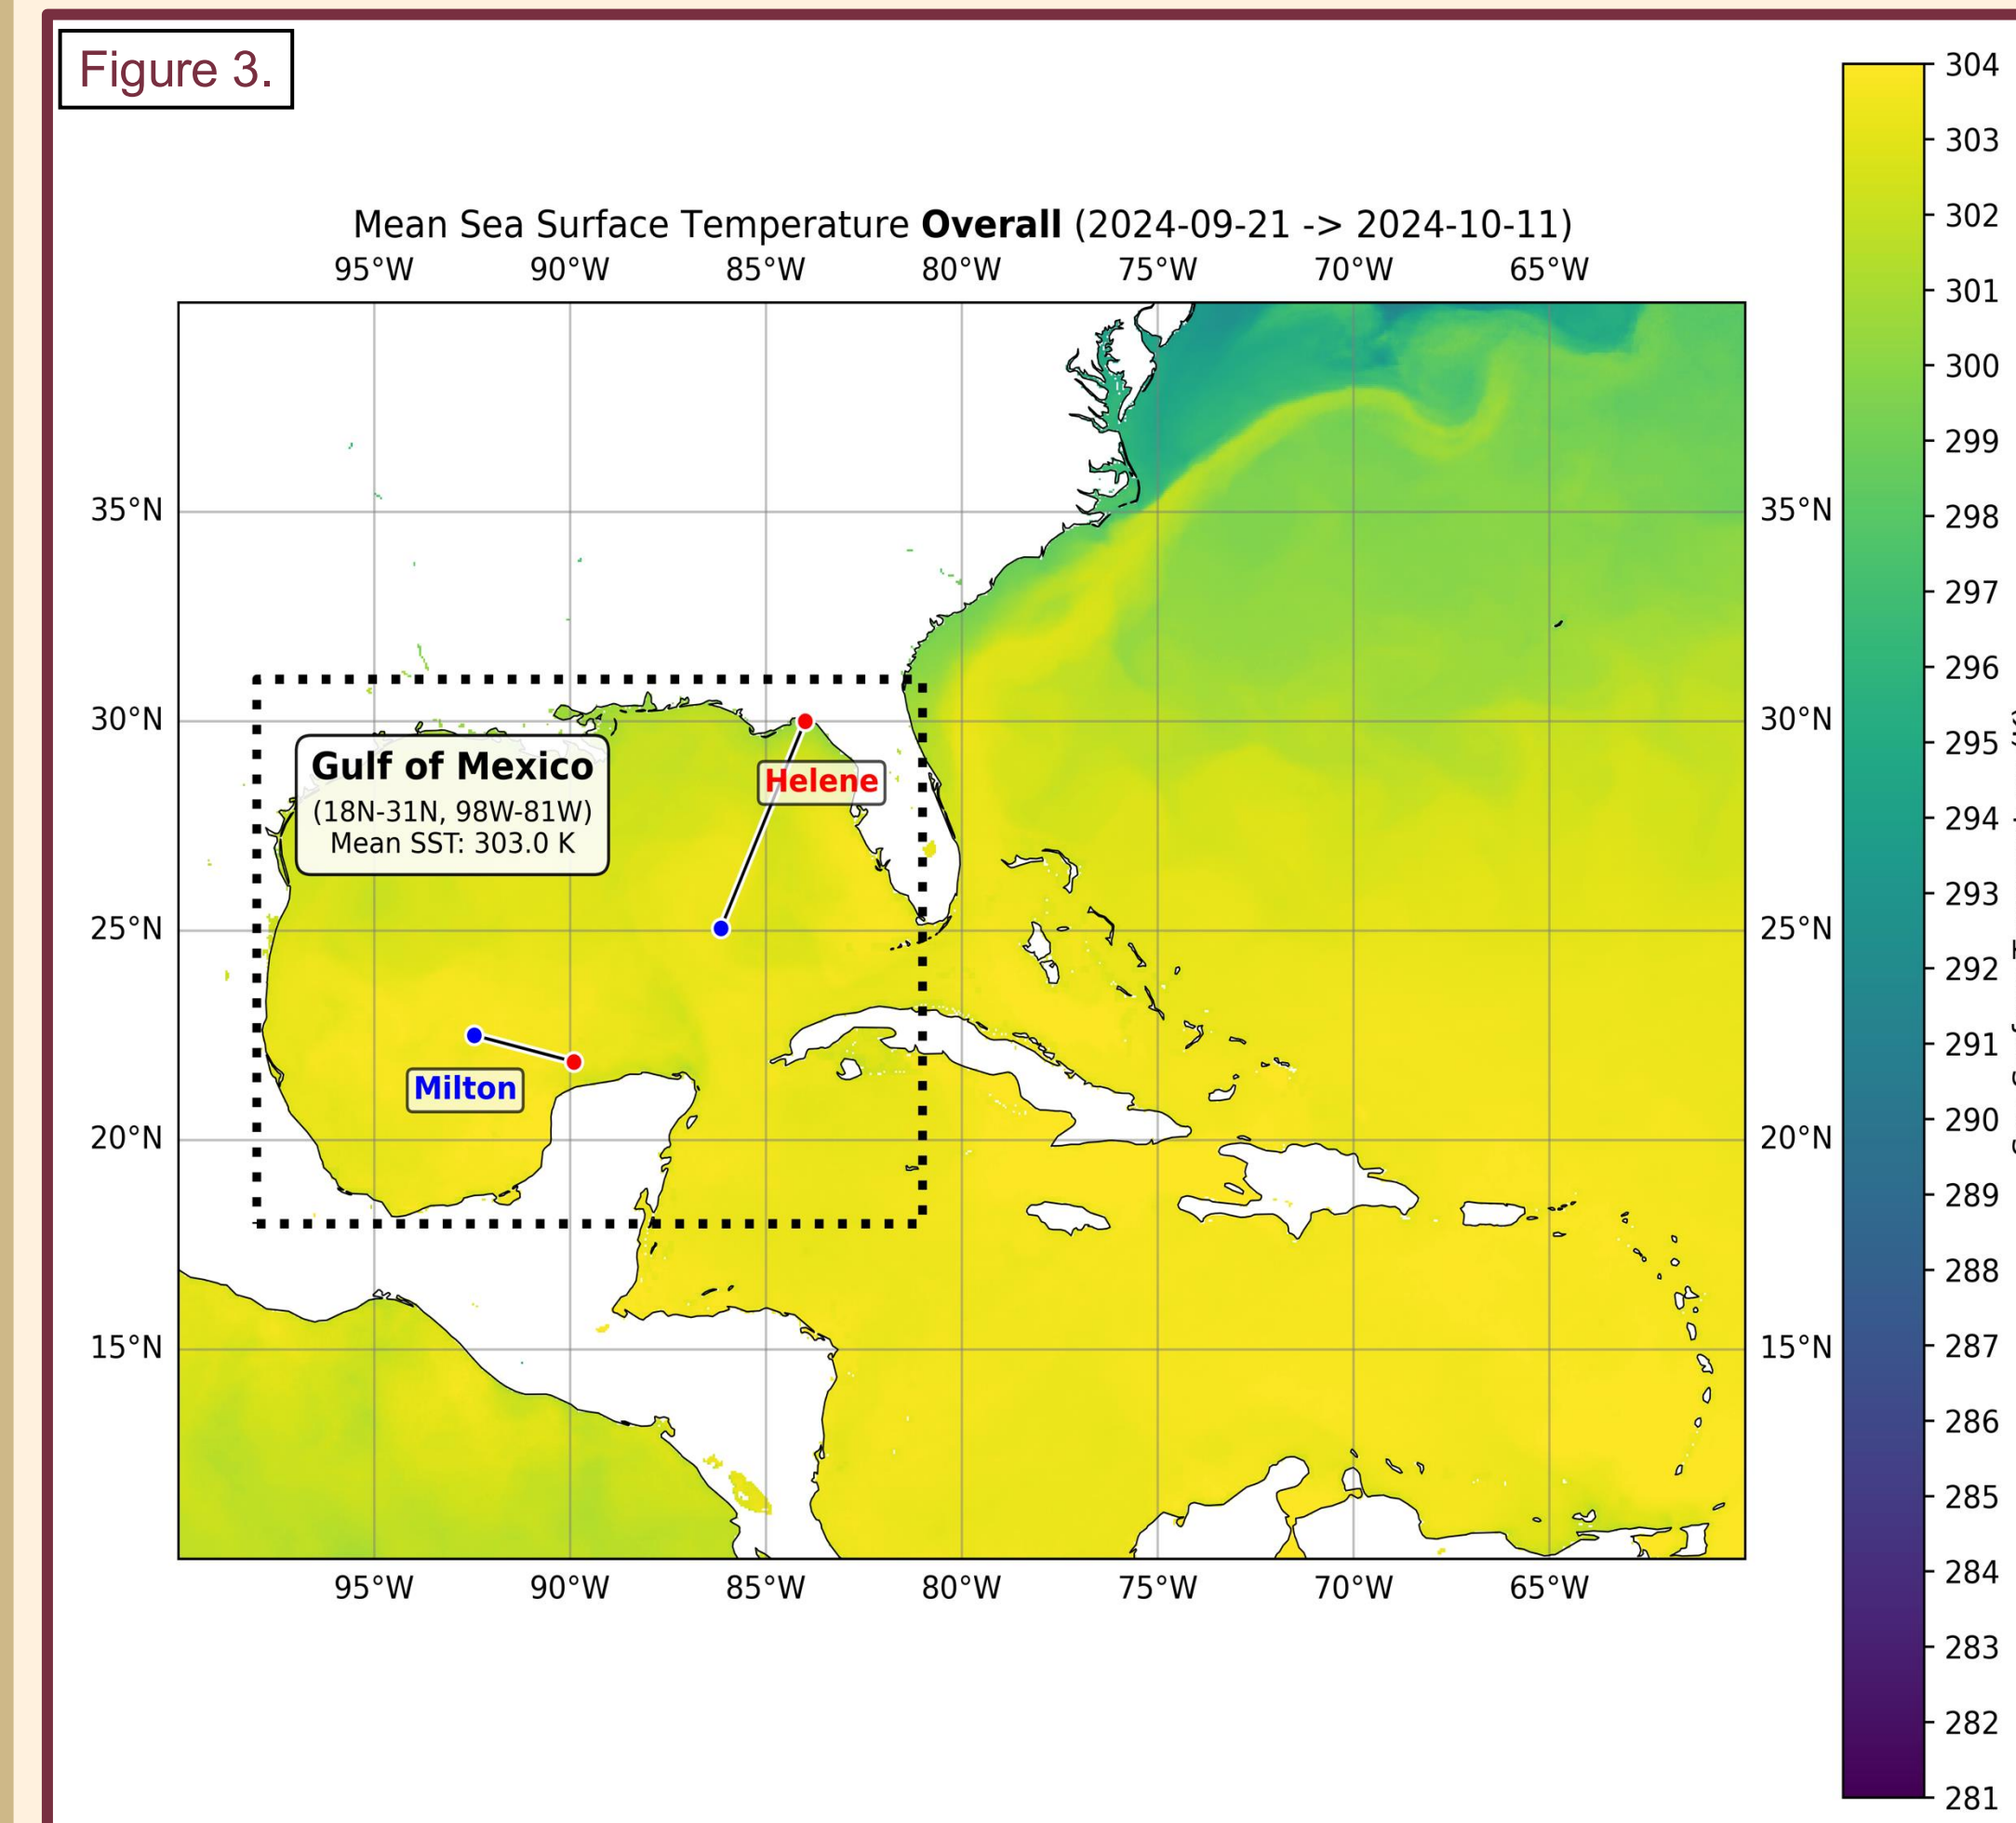 Figure 3.
Mean Sea Surface Temperature Overall (2024-09-21 -> 2024-10-11)
95°W 90°W 85°W 80°W 75°W 70°W 65°W
35°N 35°N
30°N 30°N
Gulf of Mexico
(18N-31N, 98W-81W)
Mean SST: 303.0 K
Helene
25°N 25°N
Milton
20°N 20°N
15°N 15°N
95°W 90°W 85°W 80°W 75°W 70°W 65°W
304
303
302
301
300
299
298
297
296
295
294
293
292
291
290
289
288
287
286
285
284
283
282
281